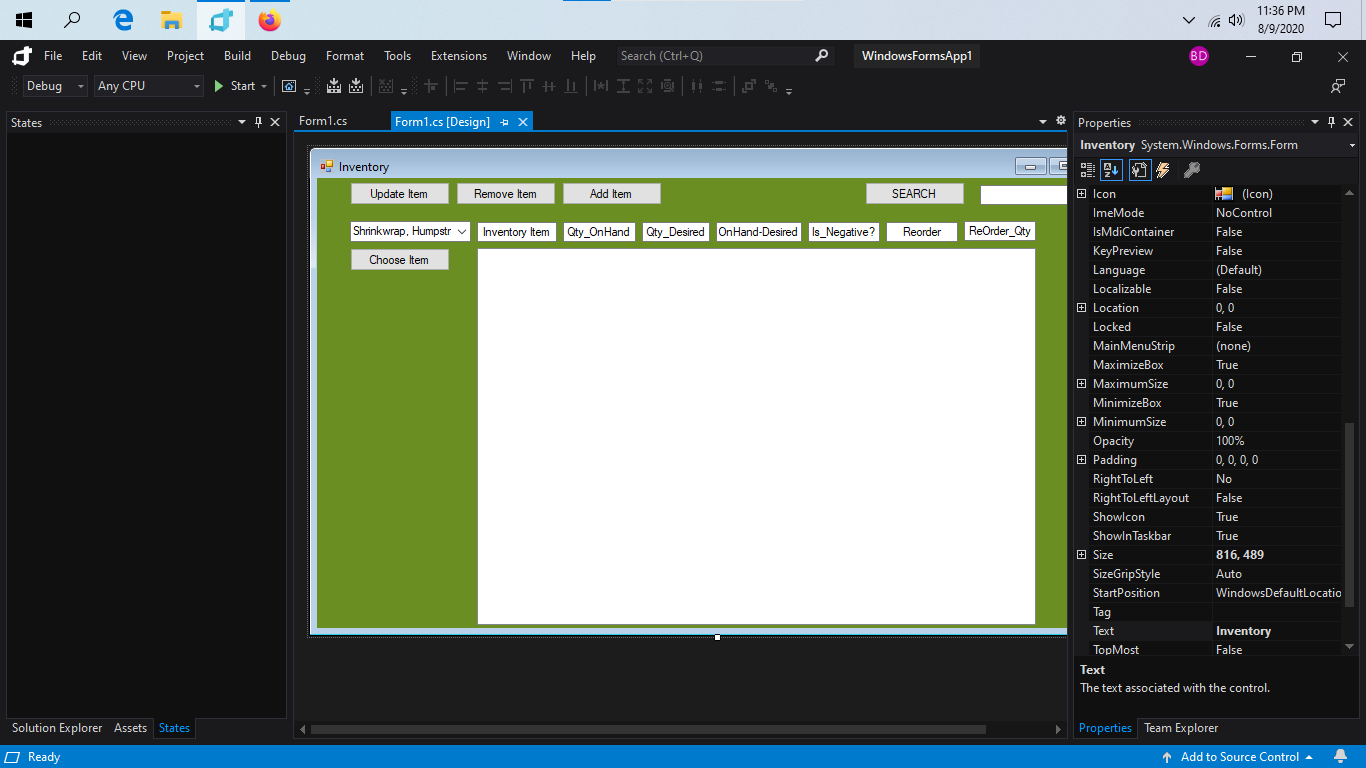 11:36 PM
8/9/2020
File Edit View Project Build Debug Format Tools Extensions Window Help Search (Ctrl+Q) WindowsFormsApp1 BD
Debug Any CPU Start
States
Form1.cs Form1.cs [Design]
Inventory
Update Item Remove Item Add Item SEARCH
Shrinkwrap, Humpstr Inventory Item Qty_OnHand Qty_Desired OnHand-Desired Is_Negative? Reorder ReOrder_Qty
Choose Item
Properties
Inventory System.Windows.Forms.Form
Icon (Icon)
ImeMode NoControl
IsMdiContainer False
KeyPreview False
Language (Default)
Localizable False
Location 0, 0
Locked False
MainMenuStrip (none)
MaximizeBox True
MaximumSize 0, 0
MinimizeBox True
MinimumSize 0, 0
Opacity 100%
Padding 0, 0, 0, 0
RightToLeft No
RightToLeftLayout False
ShowIcon True
ShowInTaskbar True
Size 816, 489
SizeGripStyle Auto
StartPosition WindowsDefaultLocatio
Tag
Text Inventory
TopMost False
Text
The text associated with the control.
Solution Explorer Assets States
Properties Team Explorer
Ready
Add to Source Control